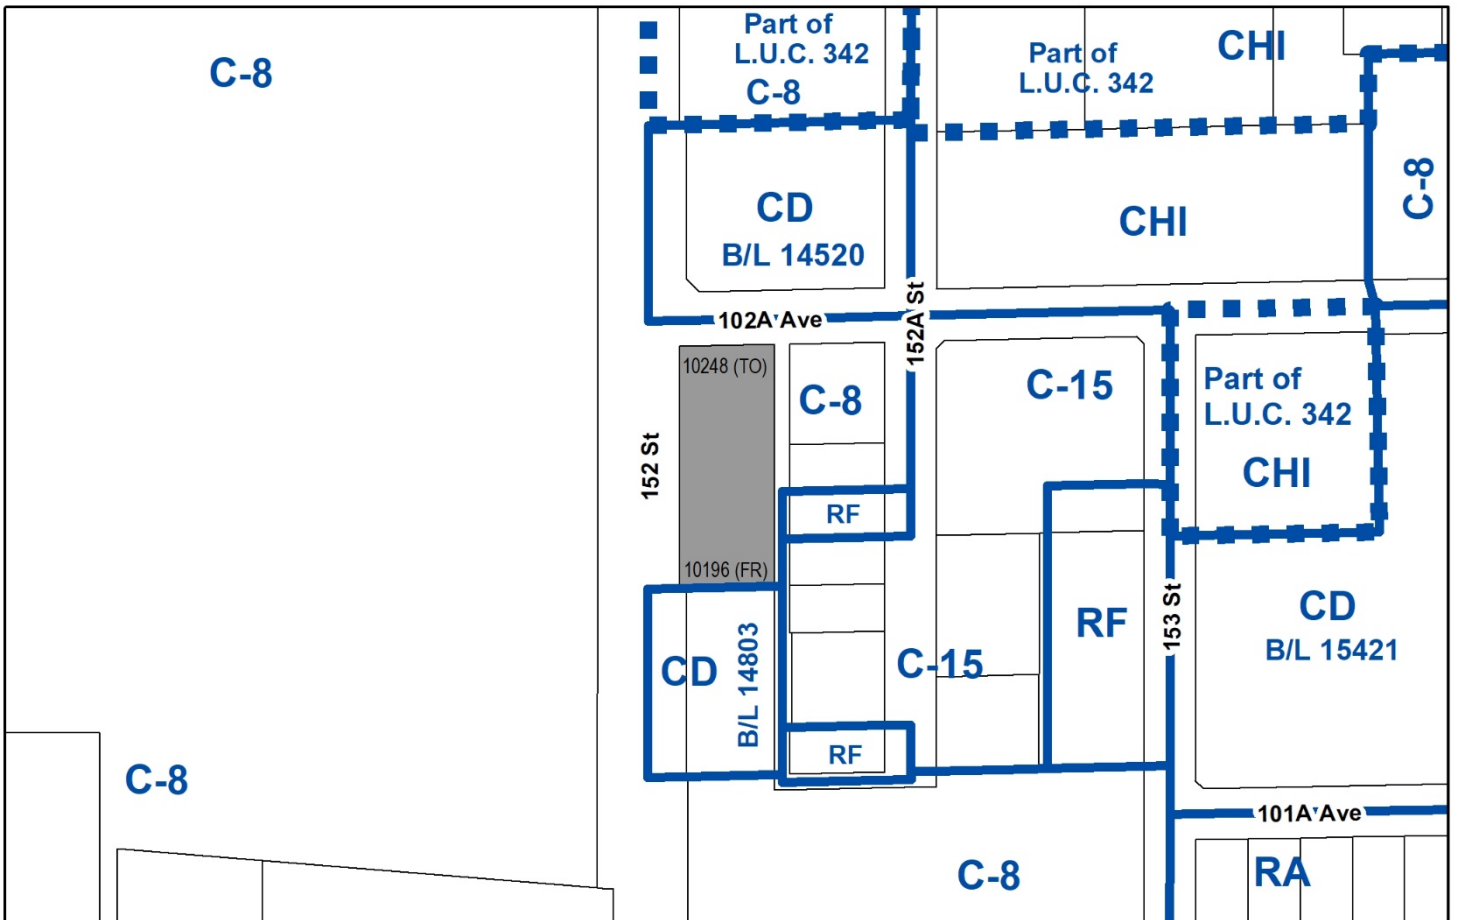 Part of
L.U.C. 342
C-8
C-8
Part of
L.U.C. 342
CHI
C-8
CD
B/L 14520
CHI
102A Ave
152A St
10248 (TO)
C-8
C-15
Part of
L.U.C. 342
CHI
152 St
RF
10196 (FR)
CD
B/L 14803
C-15
RF
153 St
CD
B/L 15421
RF
C-8
101A Ave
C-8
RA